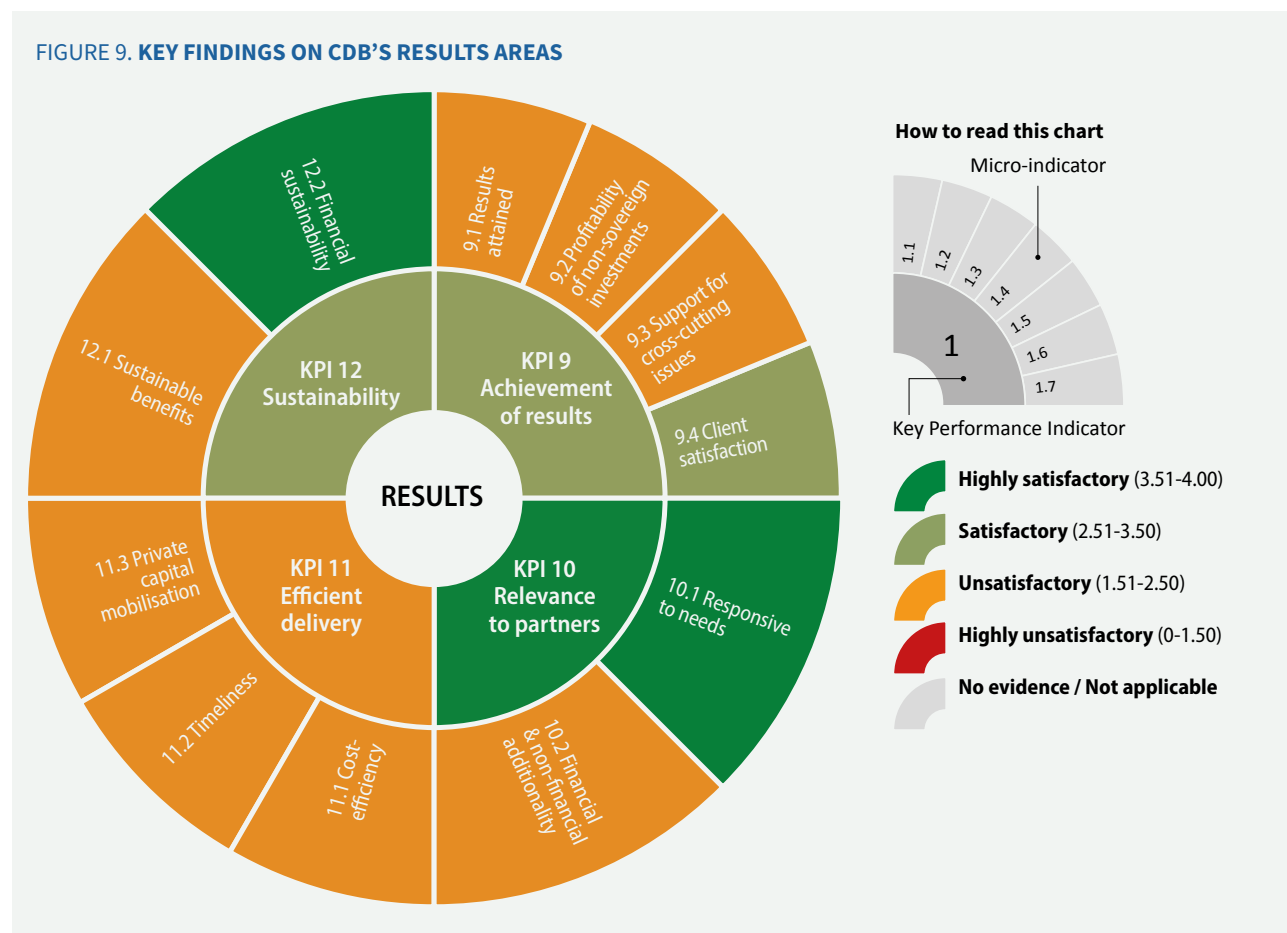 FIGURE 9. KEY FINDINGS ON CDB'S RESULTS AREAS
12.2 Financial
sustainability
9.1 Results
attained
9.2 Profitability
of non-sovereign
investments
9.3 Support for
cross-cutting
issues
9.4 Client
satisfaction
12.1 Sustainable
benefits
KPI 12
Sustainability
KPI 9
Achievement
of results
RESULTS
KPI 11
Efficient
delivery
KPI 10
Relevance
to partners
10.1 Responsive
to needs
10.2 Financial
& non-financial
additionality
11.1 Cost-
efficiency
11.2 Timeliness
11.3 Private
capital
mobilisation
How to read this chart
Micro-indicator
1.1
1.2
1.3
1.4
1.5
1.6
1.7
1
Key Performance Indicator
Highly satisfactory (3.51-4.00)
Satisfactory (2.51-3.50)
Unsatisfactory (1.51-2.50)
Highly unsatisfactory (0-1.50)
No evidence / Not applicable